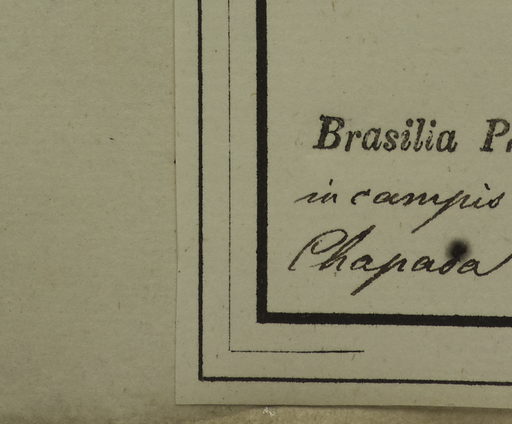 Brasilia
in campis
Chapada